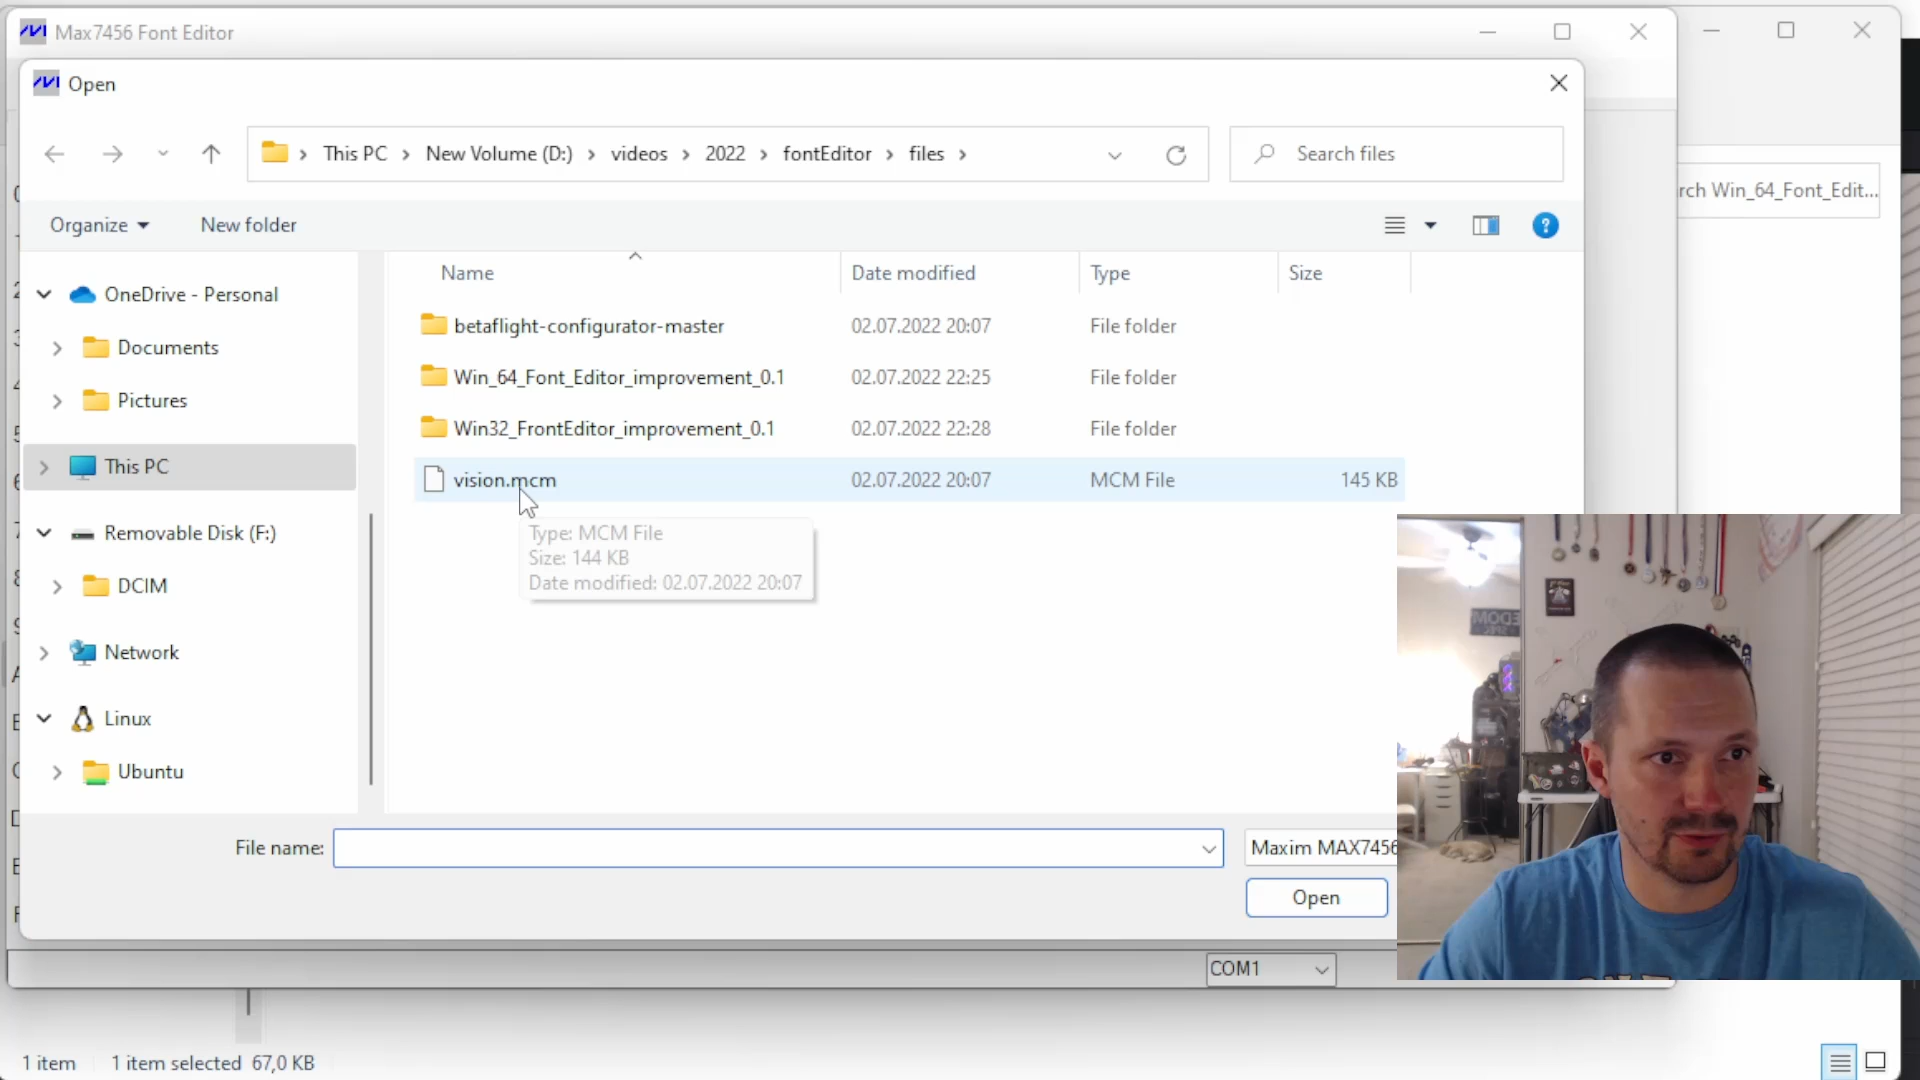 Max7456 Font Editor
Open
This PC > New Volume (D:) > videos > 2022 > fontEditor > files >
Search files
rch Win_64_Font_Edit...
Organize
New folder
Name
Date modified
Type
Size
OneDrive - Personal
Documents
Pictures
This PC
Removable Disk (F:)
DCIM
Network
Linux
Ubuntu
betaflight-configurator-master 02.07.2022 20:07 File folder
Win_64_Font_Editor_improvement_0.1 02.07.2022 22:25 File folder
Win32_FrontEditor_improvement_0.1 02.07.2022 22:28 File folder
vision.mcm 02.07.2022 20:07 MCM File 145 KB
Type: MCM File
Size: 144 KB
Date modified: 02.07.2022 20:07
File name:
Maxim MAX7456
Open
COM1
1 item 1 item selected 67,0 KB